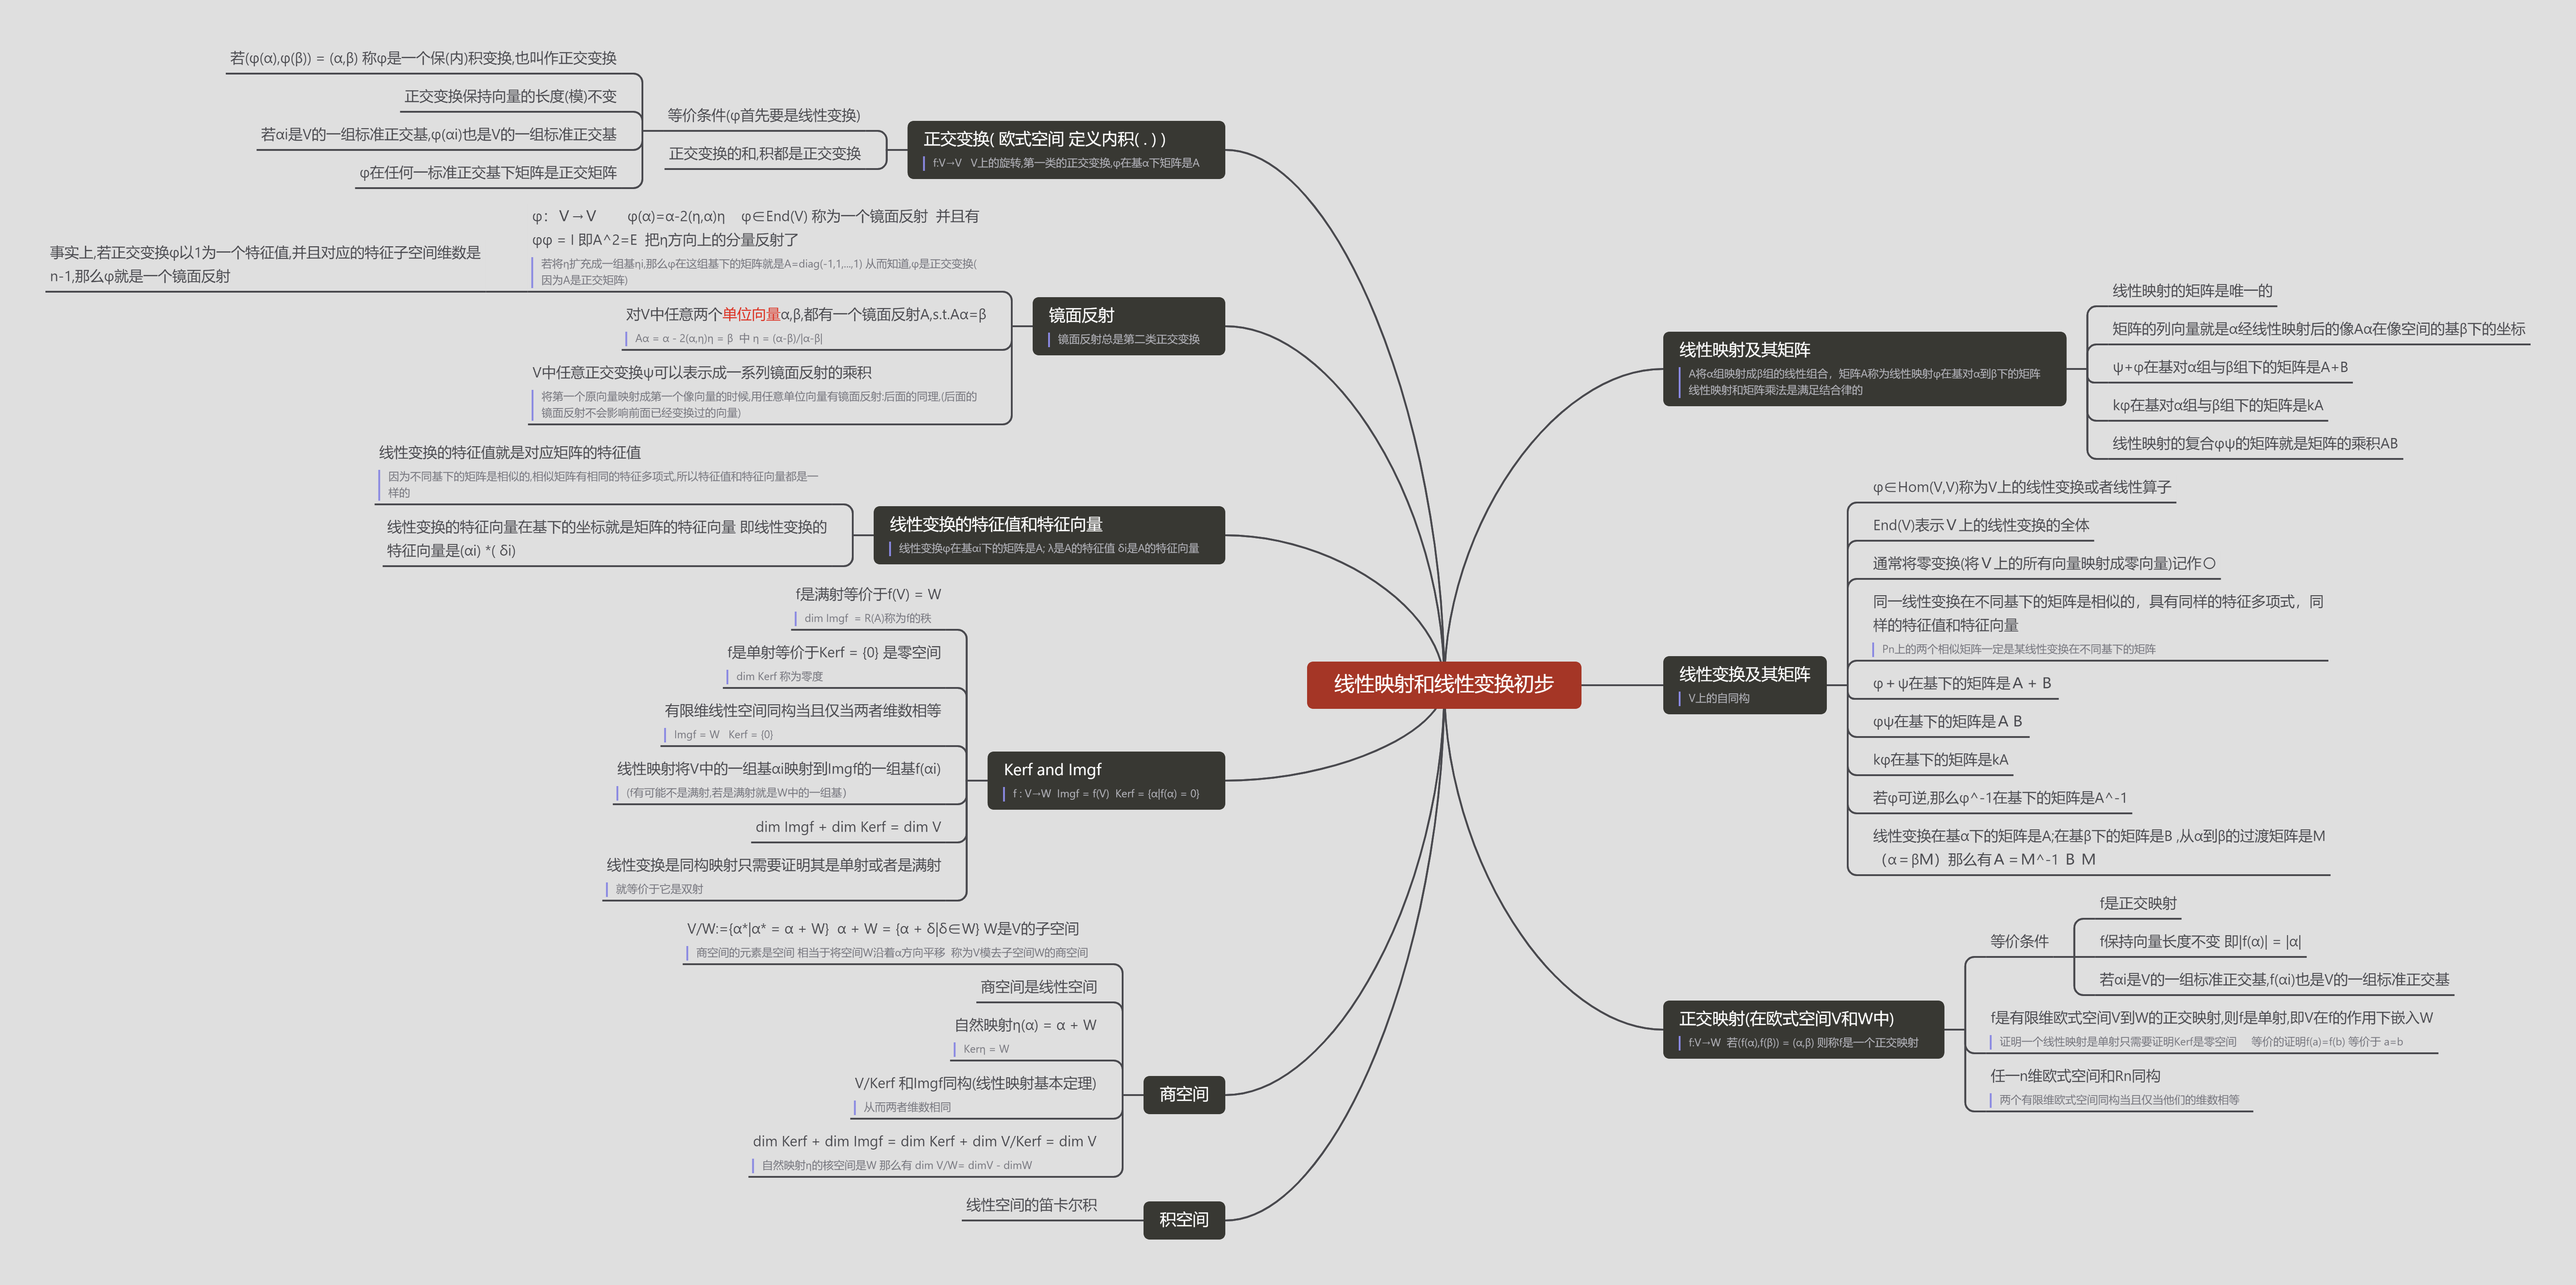 线性映射和线性变换初步
正交变换( 欧式空间 定义内积( . ) )
f:V→V V上的旋转,第一类的正交变换,φ在基α下矩阵是A
等价条件(φ首先要是线性变换)
若(φ(α),φ(β)) = (α,β) 称φ是一个保(内)积变换,也叫作正交变换
正交变换保持向量的长度(模)不变
若αi是V的一组标准正交基,φ(αi)也是V的一组标准正交基
φ在任何一标准正交基下矩阵是正交矩阵
正交变换的和,积都是正交变换
镜面反射
镜面反射总是第二类正交变换
φ: V→V φ(α)=α-2(η,α)η φ∈End(V) 称为一个镜面反射 并且有
φφ = I 即A^2=E 把η方向上的分量反射了
若将η扩充成一组基ηi,那么φ在这组基下的矩阵就是A=diag(-1,1,...,1) 从而知道,φ是正交变换(
因为A是正交矩阵)
事实上,若正交变换φ以1为一个特征值,并且对应的特征子空间维数是
n-1,那么φ就是一个镜面反射
对V中任意两个单位向量α,β,都有一个镜面反射A,s.t.Aα=β
Aα = α - 2(α,η)η = β 中 η = (α-β)/|α-β|
V中任意正交变换ψ可以表示成一系列镜面反射的乘积
将第一个原向量映射成第一个像向量的时候,用任意单位向量有镜面反射;后面的同理,(后面的
镜面反射不会影响前面已经变换过的向量)
线性变换的特征值和特征向量
线性变换φ在基αi下的矩阵是A; λ是A的特征值 δi是A的特征向量
线性变换的特征值就是对应矩阵的特征值
因为不同基下的矩阵是相似的,相似矩阵有相同的特征多项式,所以特征值和特征向量都是一
样的
线性变换的特征向量在基下的坐标就是矩阵的特征向量 即线性变换的
特征向量是(αi) *( δi)
Kerf and Imgf
f : V→W Imgf = f(V) Kerf = {α|f(α) = 0}
f是满射等价于f(V) = W
dim Imgf = R(A)称为f的秩
f是单射等价于Kerf = {0} 是零空间
dim Kerf 称为零度
有限维线性空间同构当且仅当两者维数相等
Imgf = W Kerf = {0}
线性映射将V中的一组基αi映射到Imgf的一组基f(αi)
(f有可能不是满射,若是满射就是W中的一组基)
dim Imgf + dim Kerf = dim V
线性变换是同构映射只需要证明其是单射或者是满射
就等价于它是双射
商空间
V/W:={α*|α* = α + W} α + W = {α + δ|δ∈W} W是V的子空间
商空间的元素是空间 相当于将空间W沿着α方向平移 称为V模去子空间W的商空间
商空间是线性空间
自然映射η(α) = α + W
Kerη = W
V/Kerf 和Imgf同构(线性映射基本定理)
从而两者维数相同
dim Kerf + dim Imgf = dim Kerf + dim V/Kerf = dim V
自然映射η的核空间是W 那么有 dim V/W= dimV - dimW
积空间
线性空间的笛卡尔积
线性映射及其矩阵
A将α组映射成β组的线性组合，矩阵A称为线性映射φ在基对α到β下的矩阵
线性映射和矩阵乘法是满足结合律的
线性映射的矩阵是唯一的
矩阵的列向量就是α经线性映射后的像Aα在像空间的基β下的坐标
ψ+φ在基对α组与β组下的矩阵是A+B
kφ在基对α组与β组下的矩阵是kA
线性映射的复合φψ的矩阵就是矩阵的乘积AB
线性变换及其矩阵
V上的自同构
φ∈Hom(V,V)称为V上的线性变换或者线性算子
End(V)表示V上的线性变换的全体
通常将零变换(将V上的所有向量映射成零向量)记作○
同一线性变换在不同基下的矩阵是相似的，具有同样的特征多项式，同
样的特征值和特征向量
Pn上的两个相似矩阵一定是某线性变换在不同基下的矩阵
φ+ψ在基下的矩阵是A + B
φψ在基下的矩阵是A B
kφ在基下的矩阵是kA
若φ可逆,那么φ^-1在基下的矩阵是A^-1
线性变换在基α下的矩阵是A;在基β下的矩阵是B ,从α到β的过渡矩阵是M
（α=βM）那么有A =M^-1 B M
正交映射(在欧式空间V和W中)
f:V→W 若(f(α),f(β)) = (α,β) 则称f是一个正交映射
等价条件
f是正交映射
f保持向量长度不变 即|f(α)| = |α|
若αi是V的一组标准正交基,f(αi)也是V的一组标准正交基
f是有限维欧式空间V到W的正交映射,则f是单射,即V在f的作用下嵌入W
证明一个线性映射是单射只需要证明Kerf是零空间 等价的证明f(a)=f(b) 等价于 a=b
任一n维欧式空间和Rn同构
两个有限维欧式空间同构当且仅当他们的维数相等